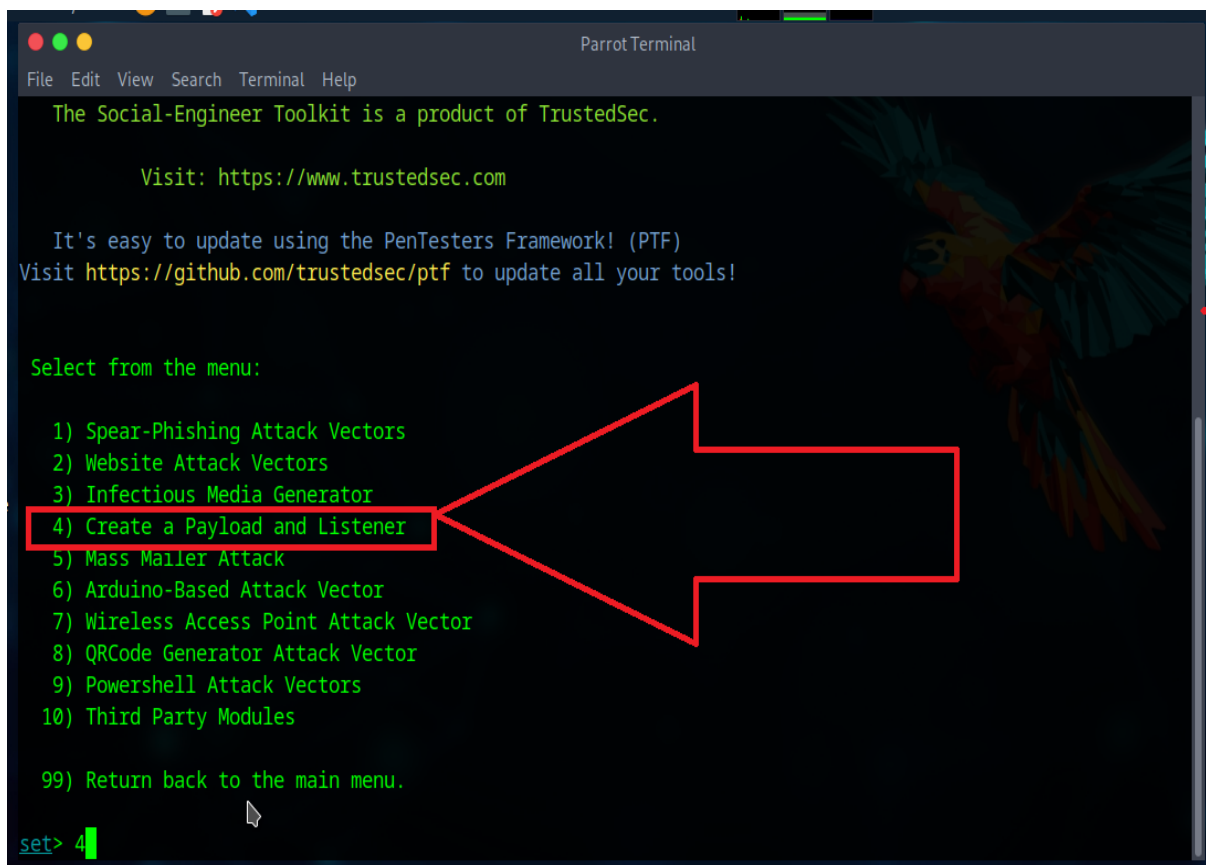 Parrot Terminal
File Edit View Search Terminal Help
The Social-Engineer Toolkit is a product of TrustedSec.
Visit: https://www.trustedsec.com
It's easy to update using the PenTesters Framework! (PTF)
Visit https://github.com/trustedsec/ptf to update all your tools!
Select from the menu:
1) Spear-Phishing Attack Vectors
2) Website Attack Vectors
3) Infectious Media Generator
4) Create a Payload and Listener
5) Mass Mailer Attack
6) Arduino-Based Attack Vector
7) Wireless Access Point Attack Vector
8) QRCode Generator Attack Vector
9) Powershell Attack Vectors
10) Third Party Modules
99) Return back to the main menu.
set> 4